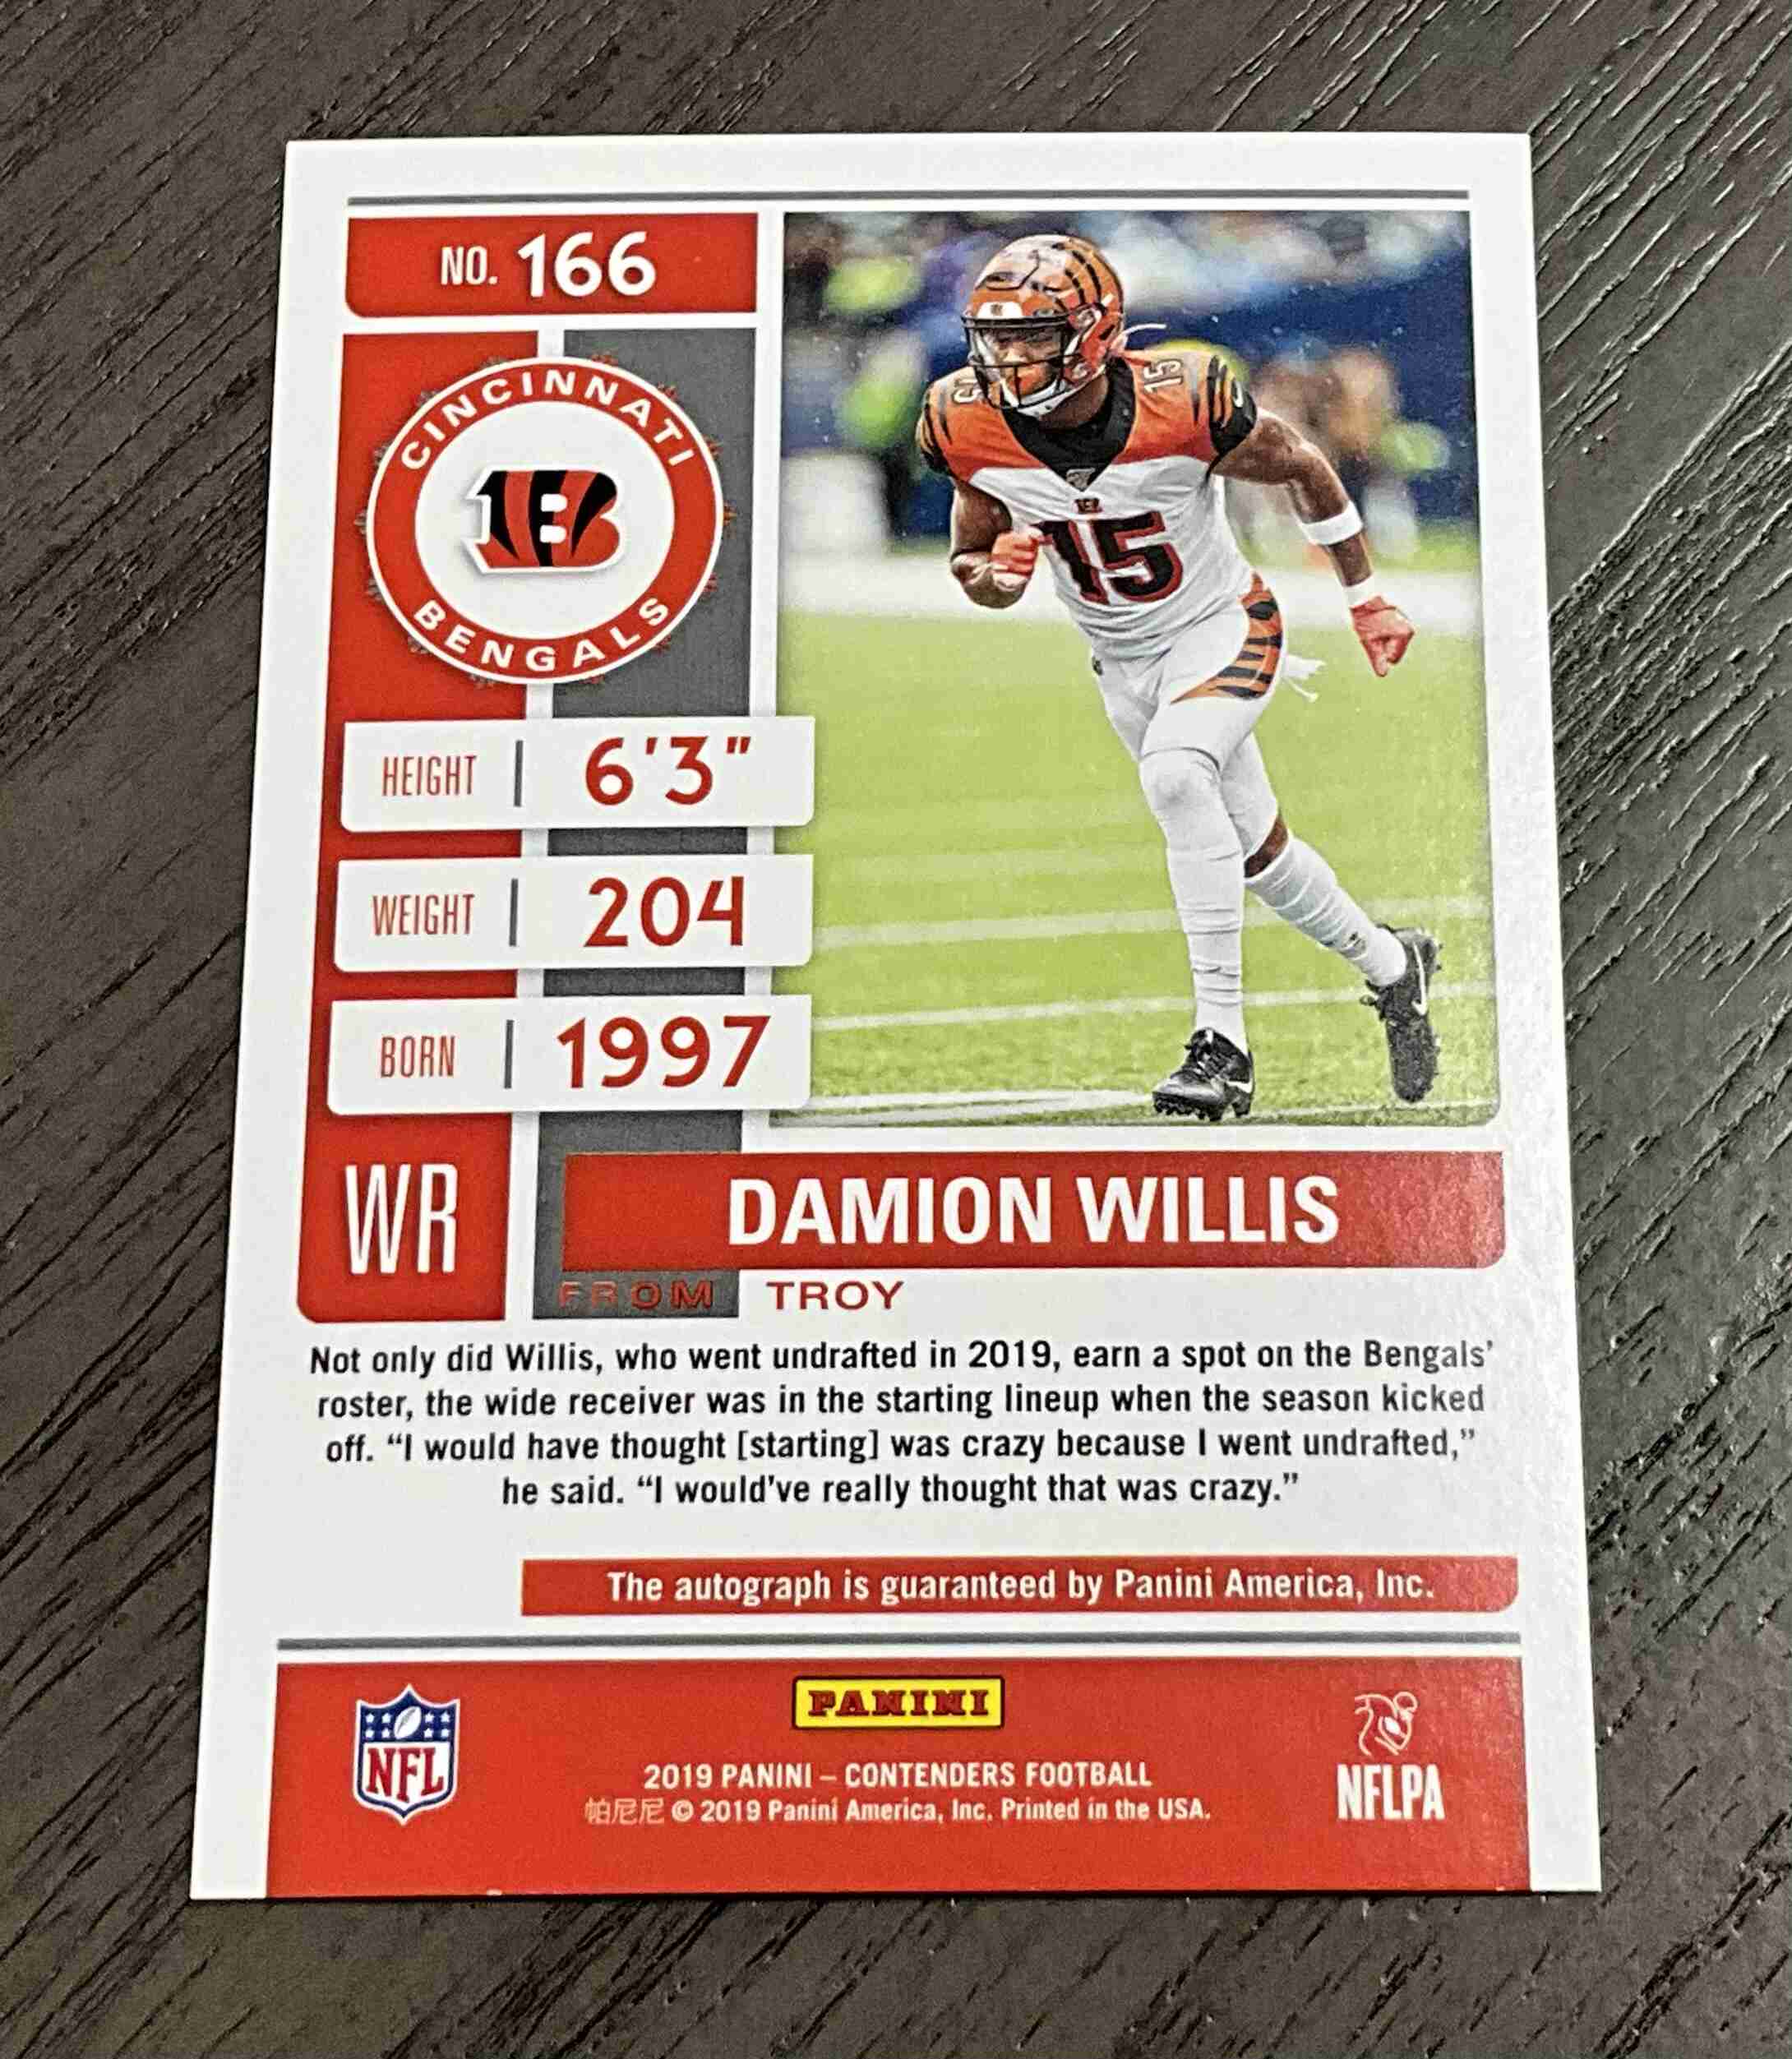 NO. 166
CINCINNATI
B
BENGALS
HEIGHT | 6'3"
WEIGHT | 204
BORN | 1997
15
15
15
WR
DAMION WILLIS
FROM TROY
Not only did Willis, who went undrafted in 2019, earn a spot on the Bengals’
roster, the wide receiver was in the starting lineup when the season kicked
off. “I would have thought [starting] was crazy because I went undrafted,”
he said. “I would've really thought that was crazy.”
The autograph is guaranteed by Panini America, Inc.
NFL
PANINI
2019 PANINI – CONTENDERS FOOTBALL
帕尼尼 © 2019 Panini America, Inc. Printed in the USA.
NFLPA